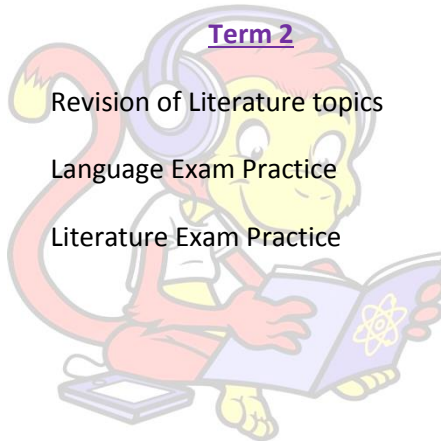 Term 2
Revision of Literature topics
Language Exam Practice
Literature Exam Practice